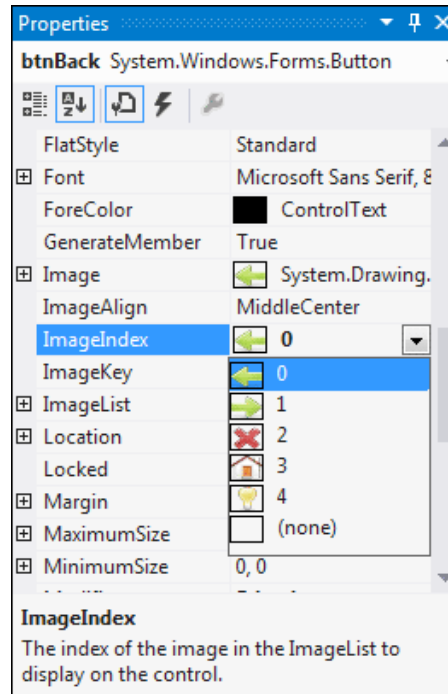 Properties
btnBack System.Windows.Forms.Button
FlatStyle Standard
Font Microsoft Sans Serif, 8
ForeColor ControlText
GenerateMember True
Image System.Drawing.
ImageAlign MiddleCenter
ImageIndex 0
ImageKey 0
ImageList 1
Location 2
Locked 3
Margin 4
MaximumSize (none)
MinimumSize 0, 0
ImageIndex
The index of the image in the ImageList to
display on the control.